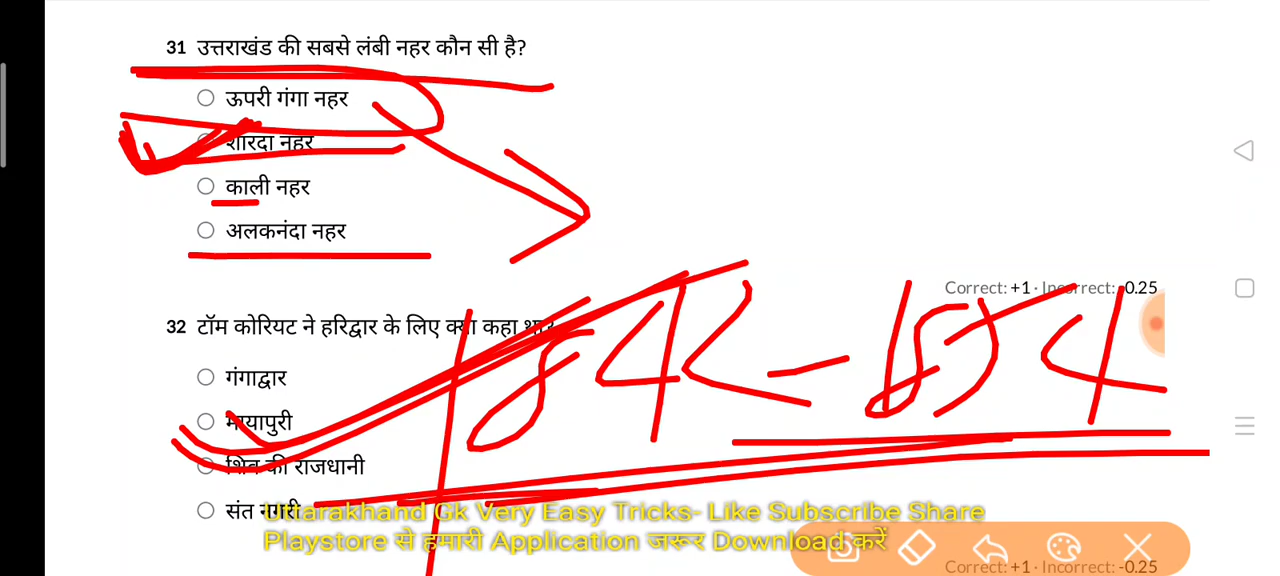 31 उत्तराखंड की सबसे लंबी नहर कौन सी है?
ऊपरी गंगा नहर
शारदा नहर
काली नहर
अलकनंदा नहर
Correct: +1 · Incorrect: -0.25
32 टॉम कोरियट ने हरिद्वार के लिए क्या कहा था?
गंगाद्वार
मायापुरी
शिव की राजधानी
संत नगरी
1842-1854
Uttarakhand Gk Very Easy Tricks- Like Subscribe Share
Playstore से हमारी Application जरूर Download करें
Correct: +1 · Incorrect: -0.25